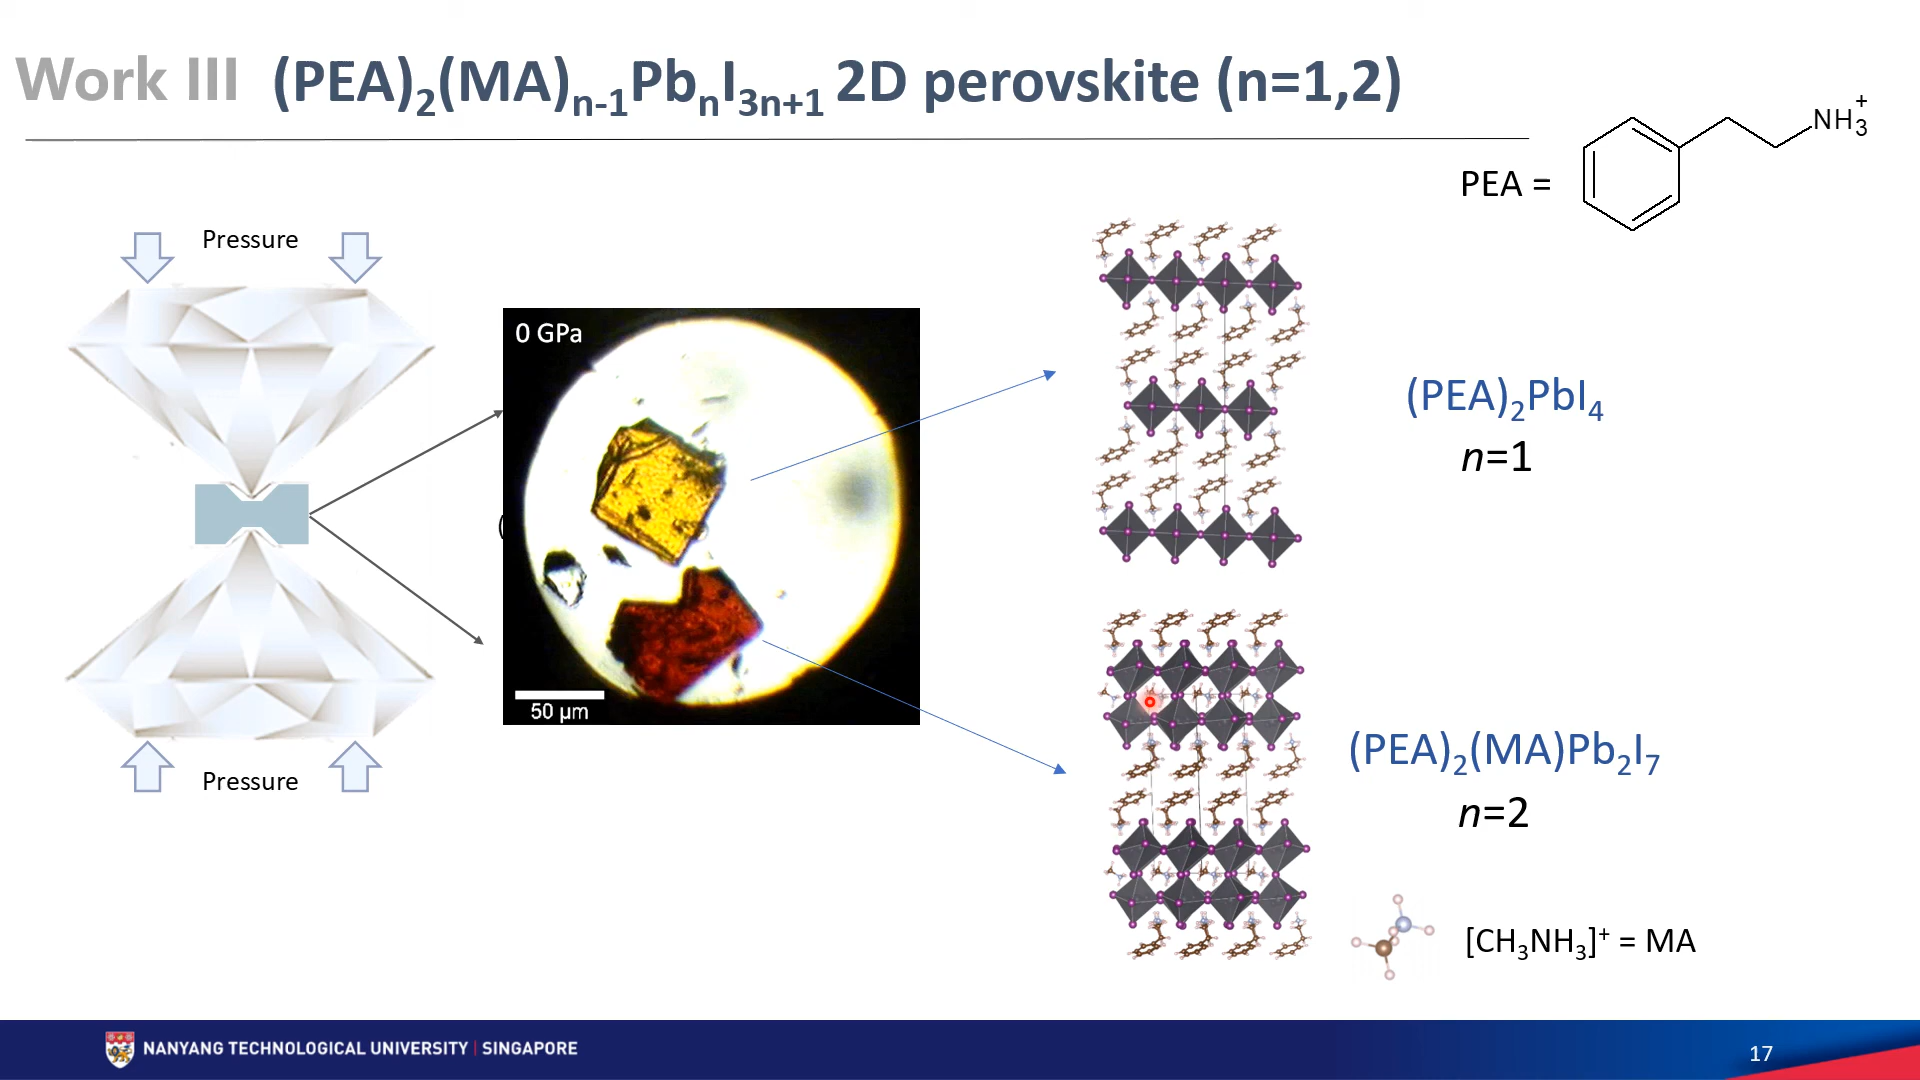 Work III (PEA)₂(MA)ₙ₋₁PbₙI₃ₙ₊₁ 2D perovskite (n=1,2)
NH₃⁺
PEA =
Pressure
0 GPa
(PEA)₂PbI₄
n=1
(
50 μm
(PEA)₂(MA)Pb₂I₇
n=2
Pressure
[CH₃NH₃]⁺ = MA
NANYANG TECHNOLOGICAL UNIVERSITY | SINGAPORE
17